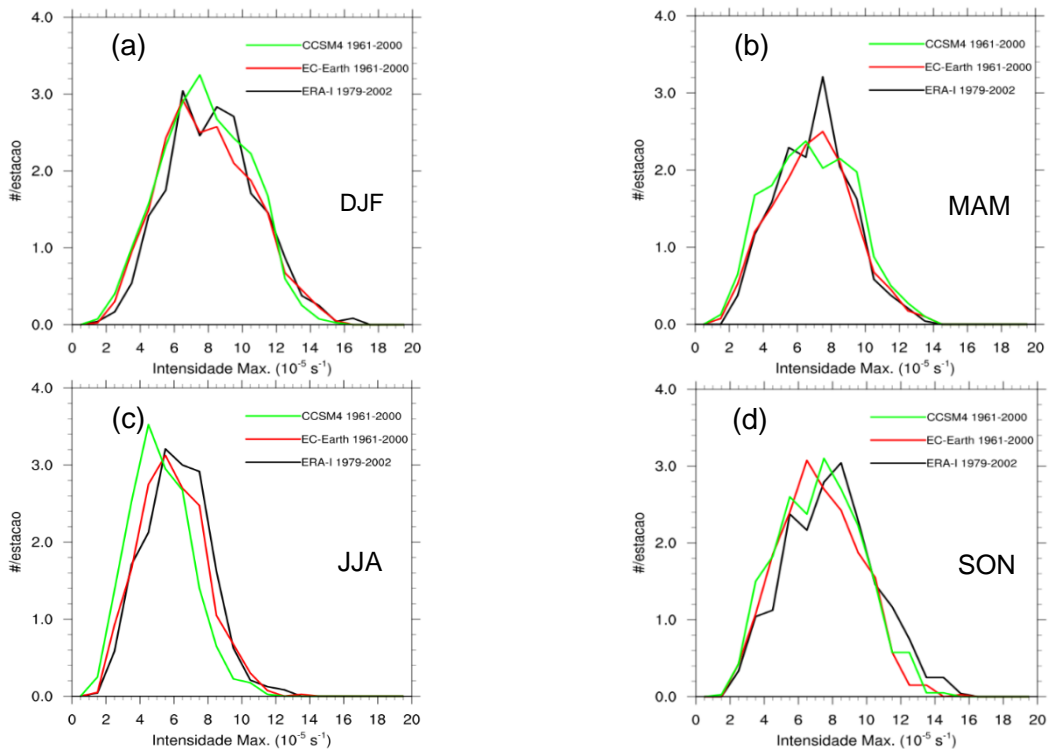 (a)
4.0
3.0
2.0
1.0
0.0
#/estacao
CCSM4 1961-2000
EC-Earth 1961-2000
ERA-I 1979-2002
DJF
0 2 4 6 8 10 12 14 16 18 20
Intensidade Max. (10⁻⁵ s⁻¹)
(b)
4.0
3.0
2.0
1.0
0.0
#/estacao
CCSM4 1961-2000
EC-Earth 1961-2000
ERA-I 1979-2002
MAM
0 2 4 6 8 10 12 14 16 18 20
Intensidade Max. (10⁻⁵ s⁻¹)
(c)
4.0
3.0
2.0
1.0
0.0
#/estacao
CCSM4 1961-2000
EC-Earth 1961-2000
ERA-I 1979-2002
JJA
0 2 4 6 8 10 12 14 16 18 20
Intensidade Max. (10⁻⁵ s⁻¹)
(d)
4.0
3.0
2.0
1.0
0.0
#/estacao
CCSM4 1961-2000
EC-Earth 1961-2000
ERA-I 1979-2002
SON
0 2 4 6 8 10 12 14 16 18 20
Intensidade Max. (10⁻⁵ s⁻¹)